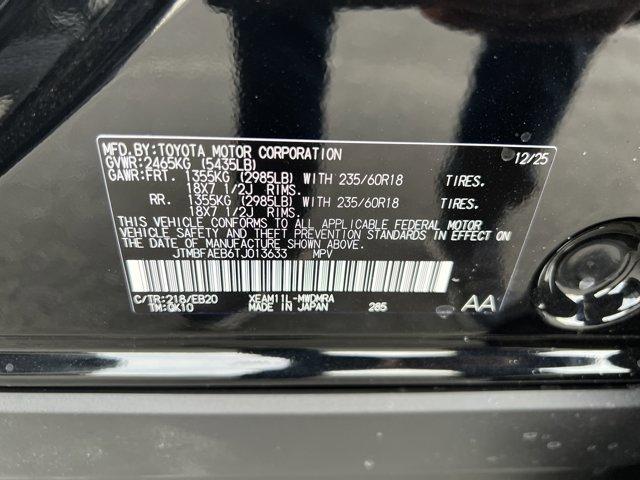 MFD.BY:TOYOTA MOTOR CORPORATION 12/25
GVWR:2465KG (5435LB)
GAWR:FRT. 1355KG (2985LB) WITH 235/60R18 TIRES.
18X7 1/2J RIMS.
RR. 1355KG (2985LB) WITH 235/60R18 TIRES.
18X7 1/2J RIMS.
THIS VEHICLE CONFORMS TO ALL APPLICABLE FEDERAL MOTOR
VEHICLE SAFETY AND THEFT PREVENTION STANDARDS IN EFFECT ON
THE DATE OF MANUFACTURE SHOWN ABOVE.
JTMBFAEB6TJ013633 MPV
C/TR:218/EB20 XEAM11L-MWDMRA AA
TM:QK10 MADE IN JAPAN 285